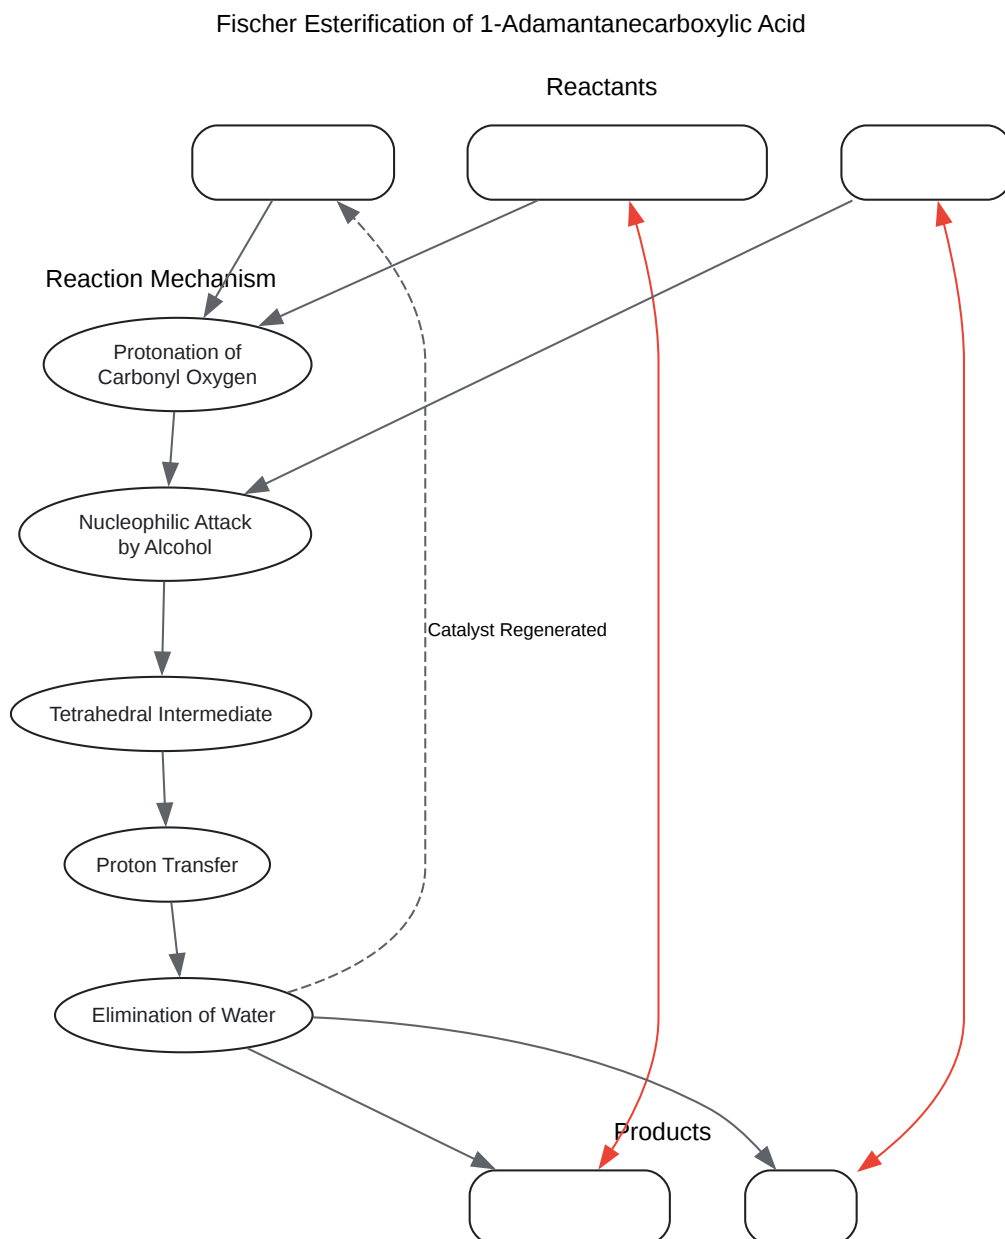 Fischer Esterification of 1-Adamantanecarboxylic Acid
Reactants
Reaction Mechanism
Protonation of
Carbonyl Oxygen
Nucleophilic Attack
by Alcohol
Catalyst Regenerated
Tetrahedral Intermediate
Proton Transfer
Elimination of Water
Products